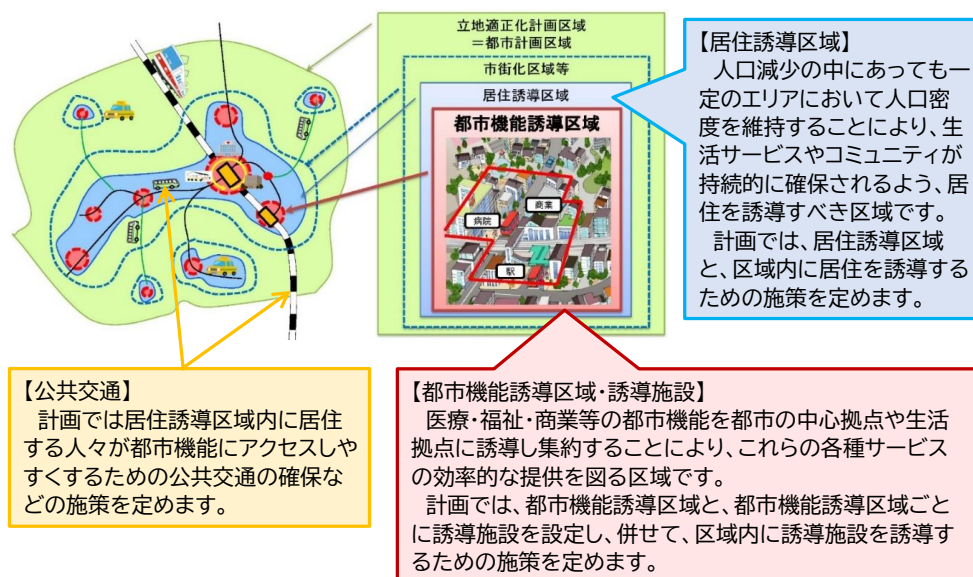 立地適正化計画区域
＝都市計画区域
市街化区域等
居住誘導区域
都市機能誘導区域
病院
商業
駅
【居住誘導区域】
人口減少の中にあっても一
定のエリアにおいて人口密
度を維持することにより、生
活サービスやコミュニティが
持続的に確保されるよう、居
住を誘導すべき区域です。
計画では、居住誘導区域
と、区域内に居住を誘導する
ための施策を定めます。
【公共交通】
計画では居住誘導区域内に居住
する人々が都市機能にアクセスしや
すくするための公共交通の確保な
どの施策を定めます。
【都市機能誘導区域・誘導施設】
医療・福祉・商業等の都市機能を都市の中心拠点や生活
拠点に誘導し集約することにより、これらの各種サービス
の効率的な提供を図る区域です。
計画では、都市機能誘導区域と、都市機能誘導区域ごと
に誘導施設を設定し、併せて、区域内に誘導施設を誘導す
るための施策を定めます。